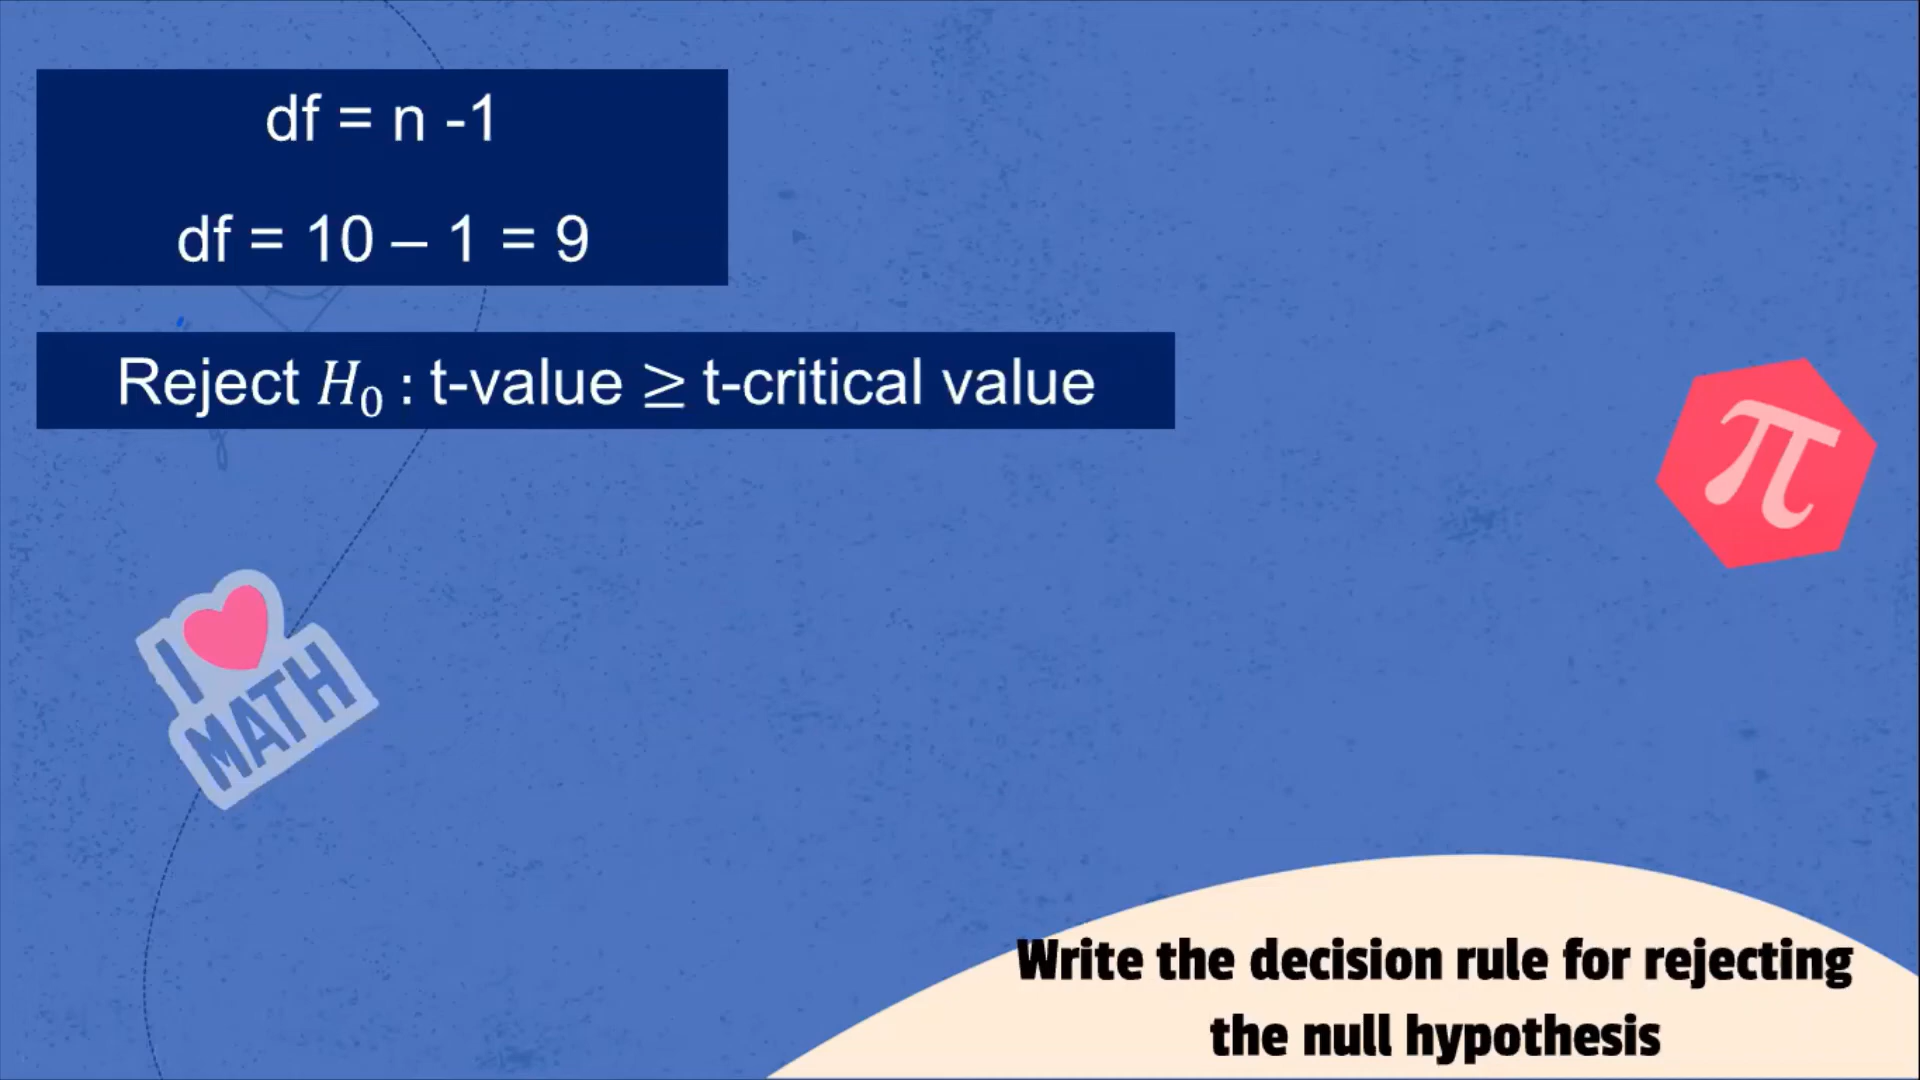 df = n -1
df = 10 – 1 = 9
Reject H₀ : t-value ≥ t-critical value
π
I
MATH
Write the decision rule for rejecting
the null hypothesis